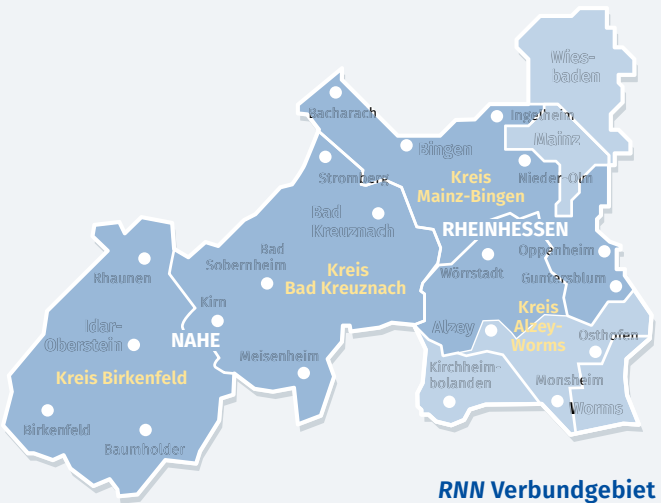 Wies-
baden
Bacharach
Ingelheim
Mainz
Bingen
Stromberg
Kreis
Mainz-Bingen
Nieder-Olm
Bad
Kreuznach
RHEINHESSEN
Bad
Sobernheim
Oppenheim
Rhaunen
Kreis
Bad Kreuznach
Wörrstadt
Guntersblum
Kirn
Kreis
Alzey-
Worms
Idar-
Oberstein
NAHE
Alzey
Osthofen
Meisenheim
Kirchheim-
bolanden
Kreis Birkenfeld
Monsheim
Worms
Birkenfeld
Baumholder
RNN Verbundgebiet